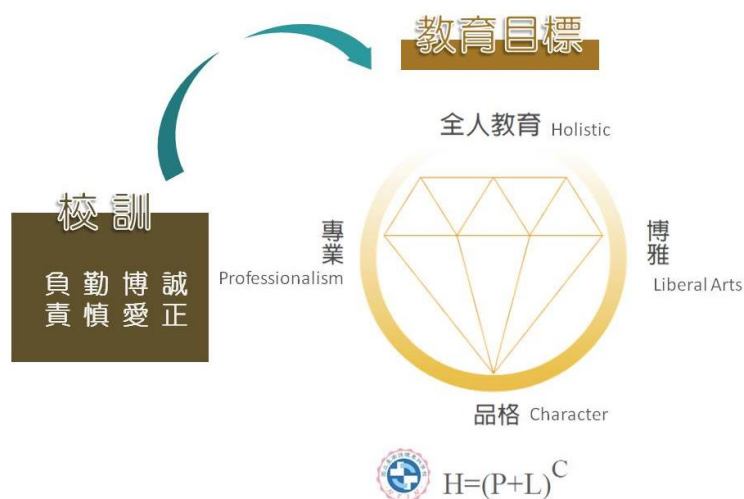 教育目標
全人教育 Holistic
校訓
誠正
博愛
勤慎
負責
專業
Professionalism
博雅
Liberal Arts
品格 Character
H=(P+L)^C